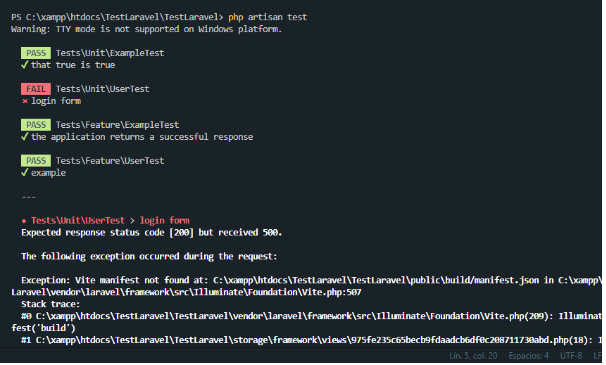 PS C:\xampp\htdocs\TestLaravel\TestLaravel> php artisan test
Warning: TTY mode is not supported on Windows platform.
PASS Tests\Unit\ExampleTest
✓ that true is true
FAIL Tests\Unit\UserTest
× login form
PASS Tests\Feature\ExampleTest
✓ the application returns a successful response
PASS Tests\Feature\UserTest
✓ example
---
• Tests\Unit\UserTest > login form
Expected response status code [200] but received 500.
The following exception occurred during the request:
Exception: Vite manifest not found at: C:\xampp\htdocs\TestLaravel\TestLaravel\public\build/manifest.json in C:\xampp\
Laravel\vendor\laravel\framework\src\Illuminate\Foundation\Vite.php:507
Stack trace:
#0 C:\xampp\htdocs\TestLaravel\TestLaravel\vendor\laravel\framework\src\Illuminate\Foundation\Vite.php(209): Illuminat
fest('build')
#1 C:\xampp\htdocs\TestLaravel\TestLaravel\storage\framework\views\975fe235c65becb9fdaadcb6df0c208711730abd.php(18): I
Lín. 5, col. 20 Espacios: 4 UTF-8 LF